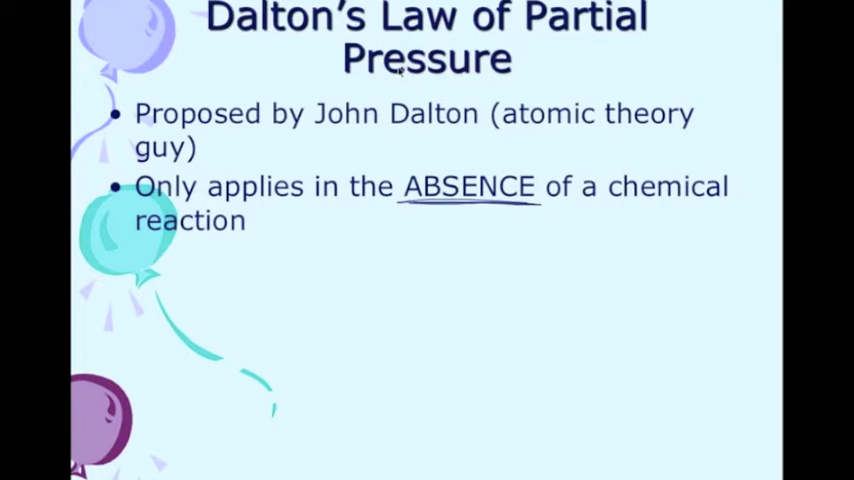 Dalton’s Law of Partial
Pressure
• Proposed by John Dalton (atomic theory
guy)
• Only applies in the ABSENCE of a chemical
reaction